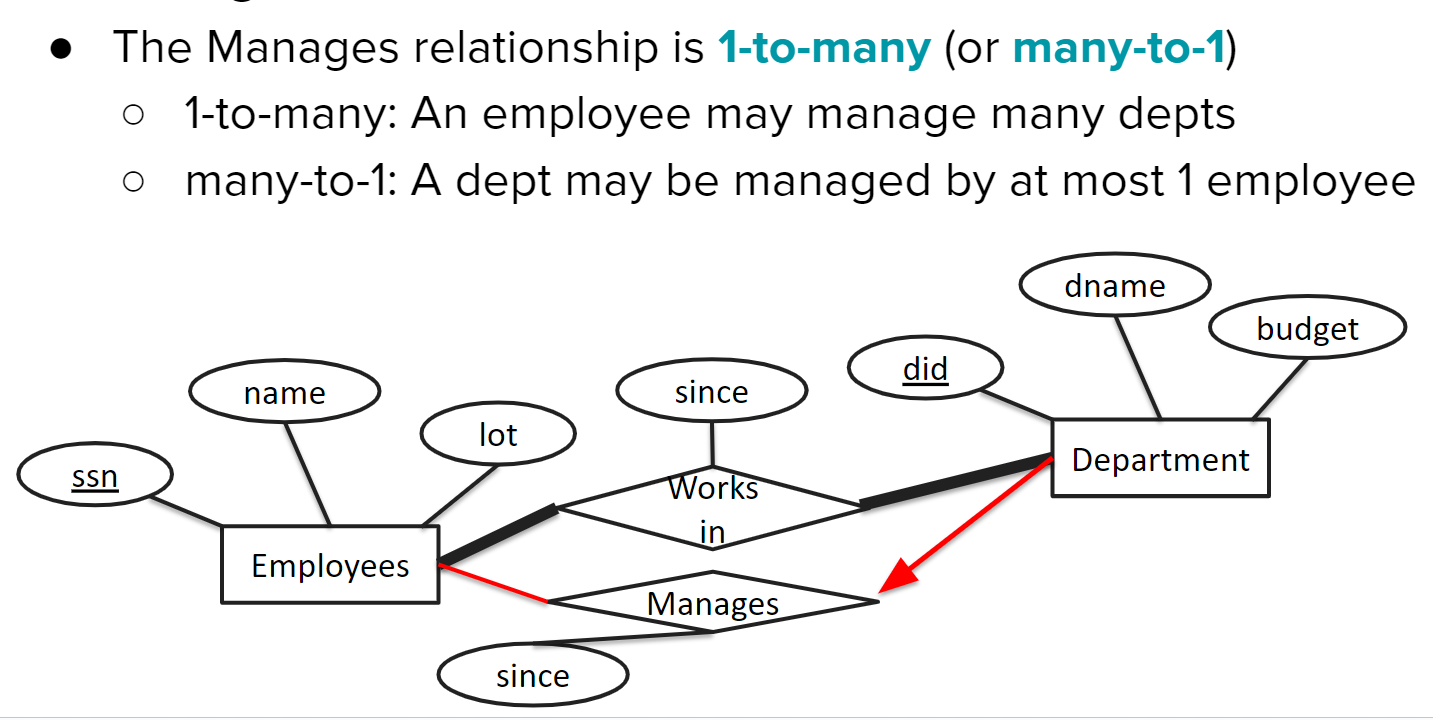 ● The Manages relationship is 1-to-many (or many-to-1)
○ 1-to-many: An employee may manage many depts
○ many-to-1: A dept may be managed by at most 1 employee
dname
budget
did
since
name
lot
ssn
Department
Works
in
Employees
Manages
since